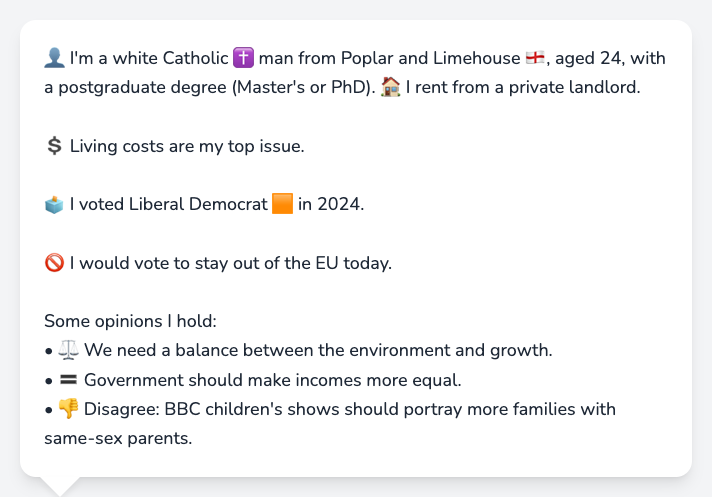 👤 I'm a white Catholic ✝️ man from Poplar and Limehouse 🏴󠁧󠁢󠁥󠁮󠁧󠁿, aged 24, with
a postgraduate degree (Master's or PhD). 🏠 I rent from a private landlord.
💲 Living costs are my top issue.
🗳️ I voted Liberal Democrat 🟧 in 2024.
🚫 I would vote to stay out of the EU today.
Some opinions I hold:
• ⚖️ We need a balance between the environment and growth.
• 🟰 Government should make incomes more equal.
• 👎 Disagree: BBC children's shows should portray more families with
same-sex parents.